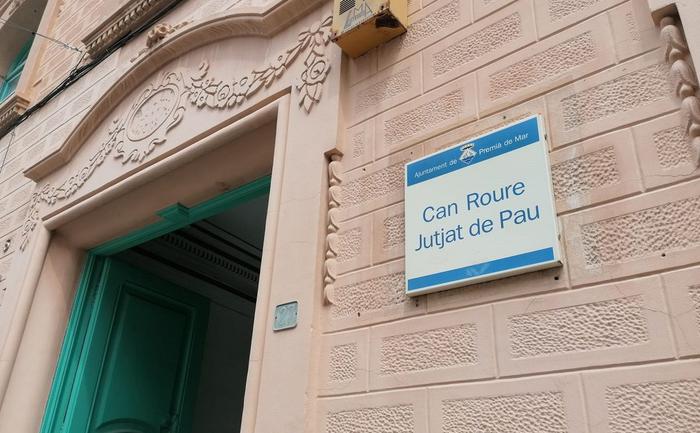 Ajuntament de Premià de Mar
Can Roure
Jutjat de Pau